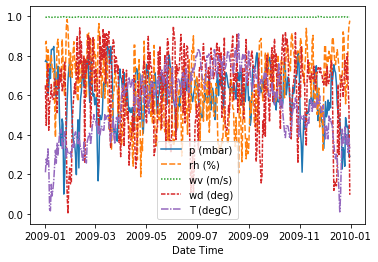 1.0
0.8
0.6
0.4
0.2
0.0
p (mbar)
rh (%)
wv (m/s)
wd (deg)
T (degC)
2009-01 2009-03 2009-05 2009-07 2009-09 2009-11 2010-01
Date Time